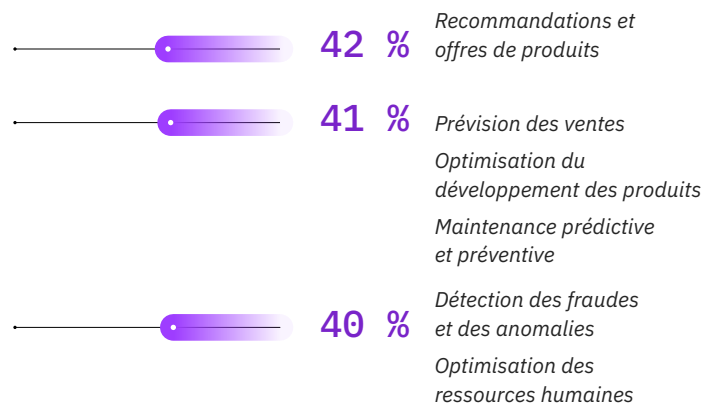 42 %
Recommandations et
offres de produits
41 %
Prévision des ventes
Optimisation du
développement des produits
Maintenance prédictive
et préventive
40 %
Détection des fraudes
et des anomalies
Optimisation des
ressources humaines